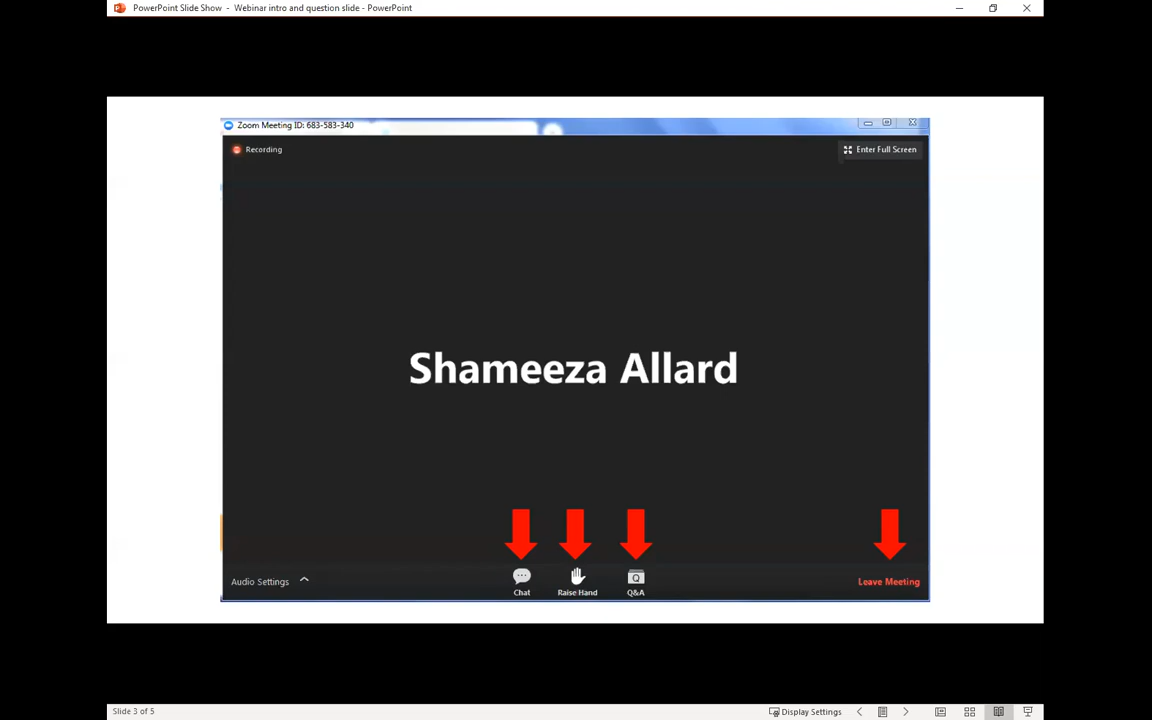 PowerPoint Slide Show - Webinar intro and question slide - PowerPoint
Zoom Meeting ID: 683-583-340
Recording
Enter Full Screen
Shameeza Allard
Audio Settings
Chat
Raise Hand
Q&A
Leave Meeting
Slide 3 of 5
Display Settings